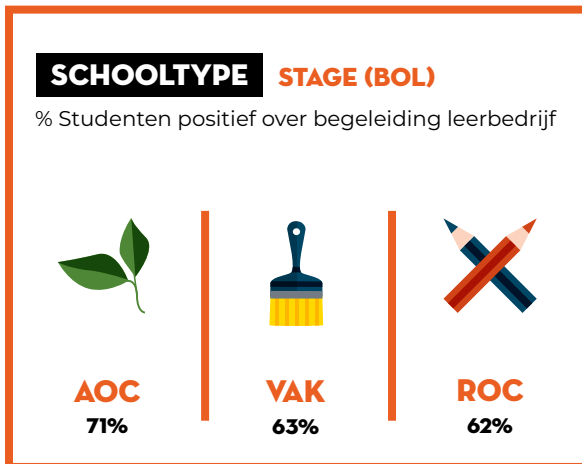 SCHOOLTYPE STAGE (BOL)
% Studenten positief over begeleiding leerbedrijf
AOC VAK ROC
71% 63% 62%